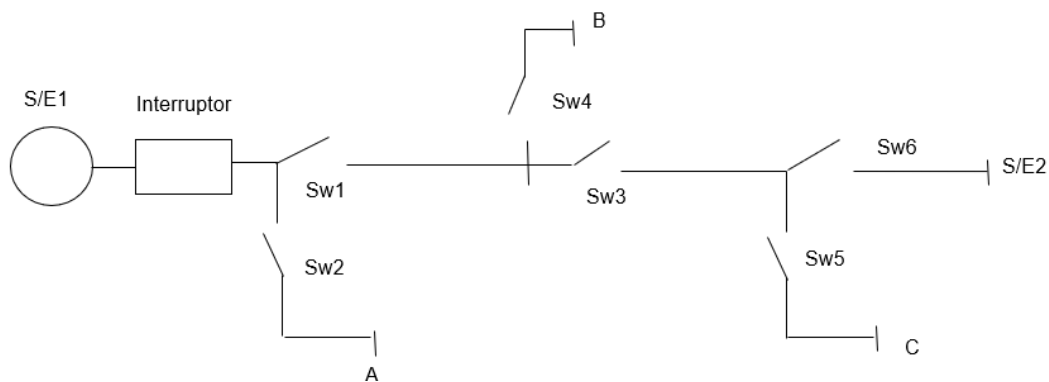 B
S/E1
Interruptor
Sw4
Sw1
Sw3
Sw6
S/E2
Sw2
Sw5
A
C